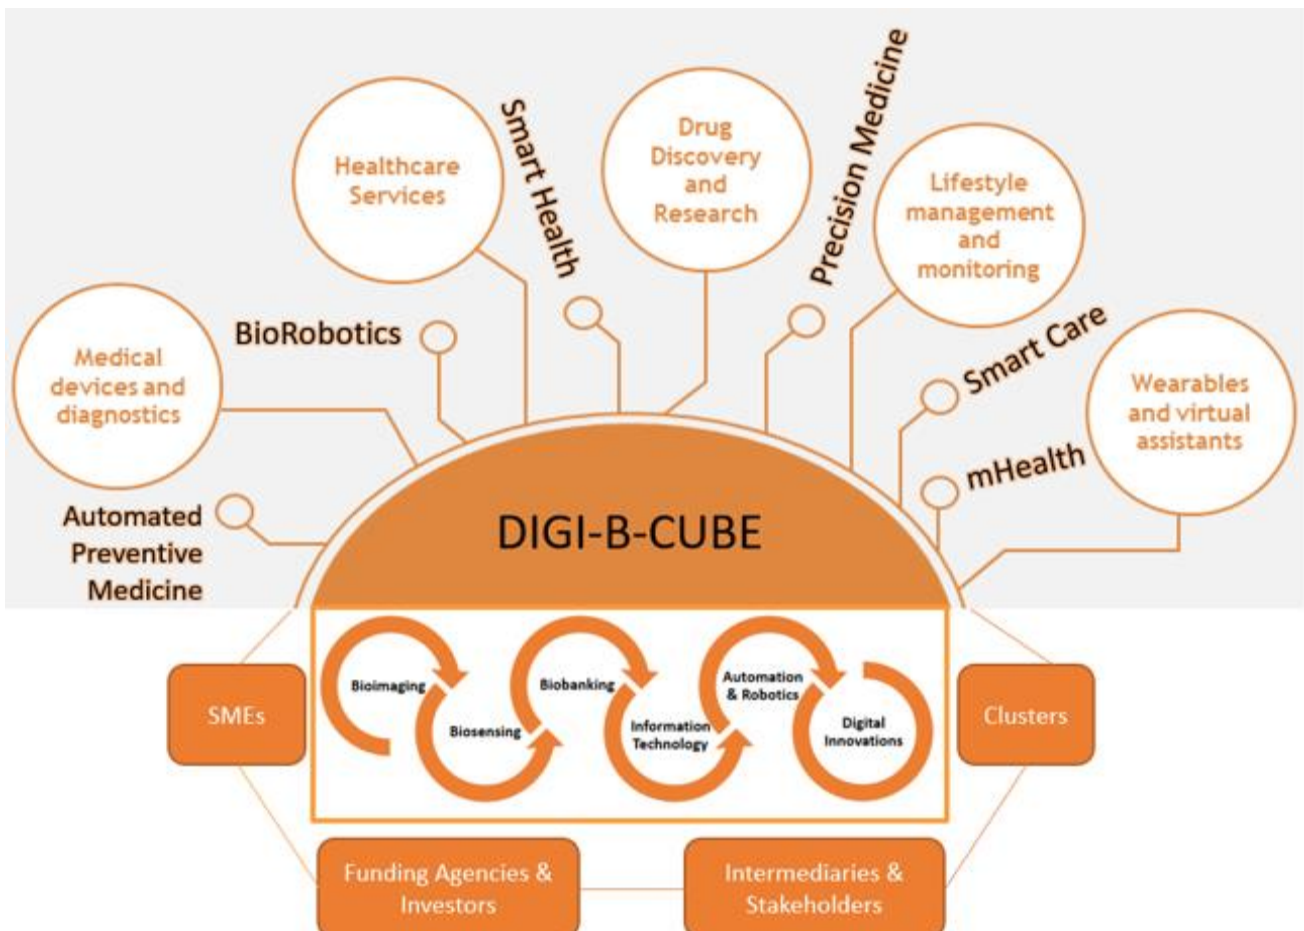 Healthcare
Services
Smart Health
Drug
Discovery
and
Research
Precision Medicine
Lifestyle
management
and
monitoring
Medical
devices and
diagnostics
BioRobotics
Smart Care
Wearables
and virtual
assistants
mHealth
Automated
Preventive
Medicine
DIGI-B-CUBE
SMEs
Bioimaging
Biosensing
Biobanking
Information
Technology
Automation
& Robotics
Digital
Innovations
Clusters
Funding Agencies &
Investors
Intermediaries &
Stakeholders